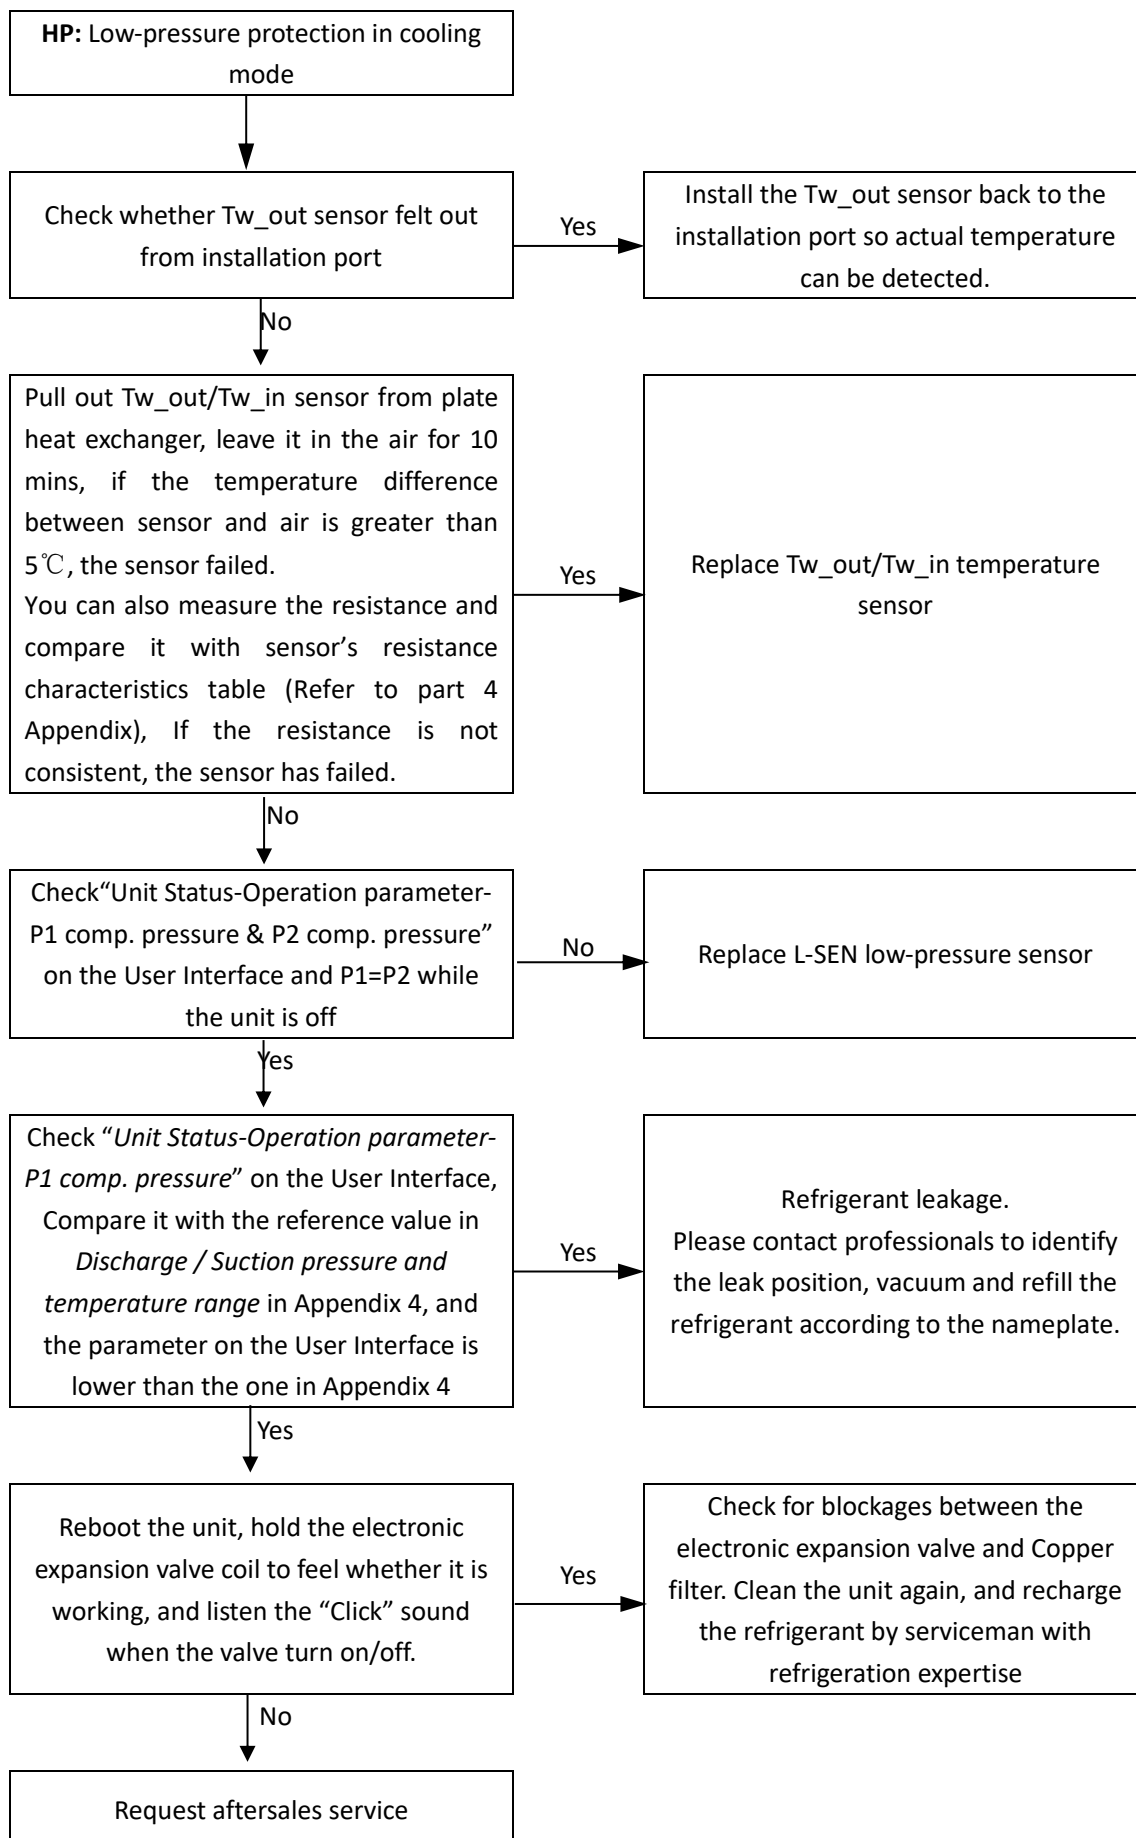 HP: Low-pressure protection in cooling
mode
Check whether Tw_out sensor felt out
from installation port
Yes
Install the Tw_out sensor back to the
installation port so actual temperature
can be detected.
No
Pull out Tw_out/Tw_in sensor from plate
heat exchanger, leave it in the air for 10
mins, if the temperature difference
between sensor and air is greater than
5℃, the sensor failed.
You can also measure the resistance and
compare it with sensor’s resistance
characteristics table (Refer to part 4
Appendix), If the resistance is not
consistent, the sensor has failed.
Yes
Replace Tw_out/Tw_in temperature
sensor
No
Check“Unit Status-Operation parameter-
P1 comp. pressure & P2 comp. pressure”
on the User Interface and P1=P2 while
the unit is off
No
Replace L-SEN low-pressure sensor
Yes
Check “Unit Status-Operation parameter-
P1 comp. pressure” on the User Interface,
Compare it with the reference value in
Discharge / Suction pressure and
temperature range in Appendix 4, and
the parameter on the User Interface is
lower than the one in Appendix 4
Yes
Refrigerant leakage.
Please contact professionals to identify
the leak position, vacuum and refill the
refrigerant according to the nameplate.
Yes
Reboot the unit, hold the electronic
expansion valve coil to feel whether it is
working, and listen the “Click” sound
when the valve turn on/off.
Yes
Check for blockages between the
electronic expansion valve and Copper
filter. Clean the unit again, and recharge
the refrigerant by serviceman with
refrigeration expertise
No
Request aftersales service